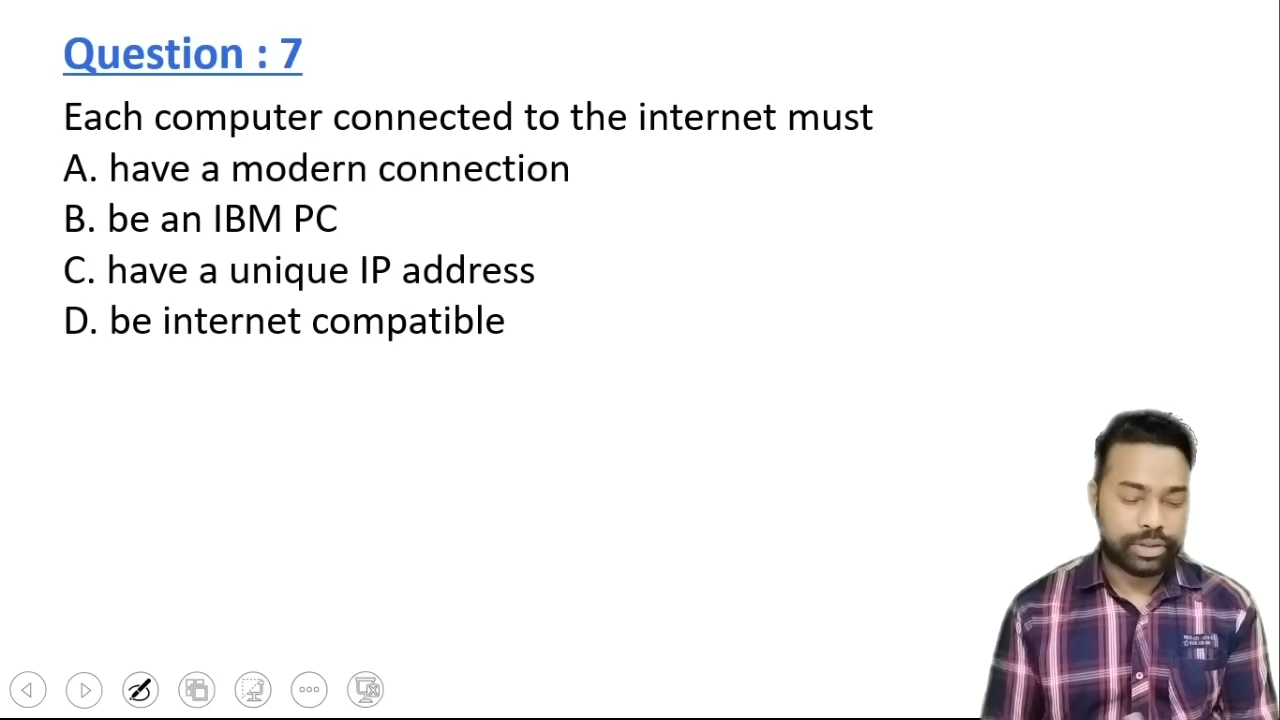 Question : 7
Each computer connected to the internet must
A. have a modern connection
B. be an IBM PC
C. have a unique IP address
D. be internet compatible